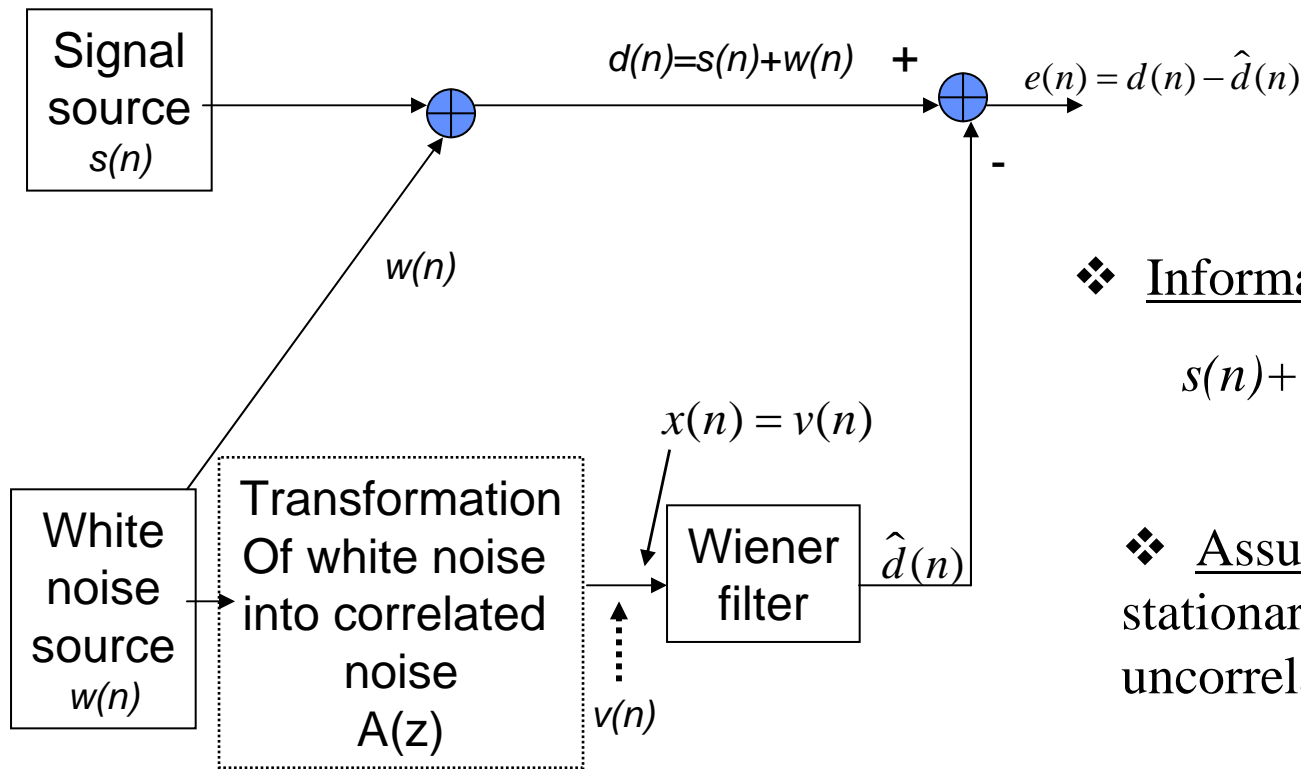 Signal
source
s(n)
d(n)=s(n)+w(n)
+
e(n) = d(n) − d̂(n)
-
w(n)
❖ Informa
s(n)+
x(n) = v(n)
White
noise
source
w(n)
Transformation
Of white noise
into correlated
noise
A(z)
Wiener
filter
d̂(n)
v(n)
❖ Assu
stationar
uncorrel